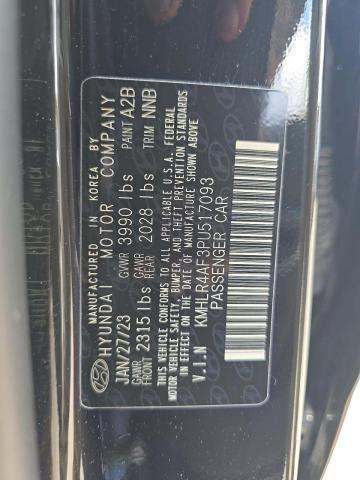 MANUFACTURED IN KOREA BY
HYUNDAI MOTOR COMPANY
JAN/27/23 GVWR 3990 lbs PAINT A2B
GAWR FRONT 2315 lbs GAWR REAR 2028 lbs TRIM NNB
THIS VEHICLE CONFORMS TO ALL APPLICABLE U.S.A. FEDERAL
MOTOR VEHICLE SAFETY, BUMPER, AND THEFT PREVENTION
STANDARDS IN EFFECT ON THE DATE OF MANUFACTURE SHOWN ABOVE
V.I.N KMHLR4AF3PU517093
PASSENGER CAR